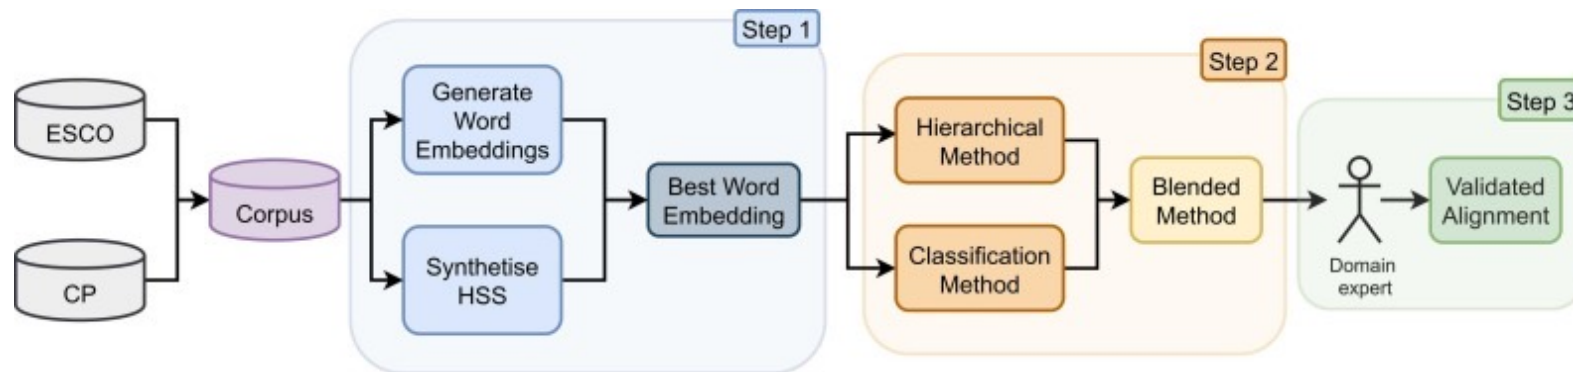 Step 1
Step 2
Step 3
ESCO
CP
Corpus
Generate
Word
Embeddings
Synthetise
HSS
Best Word
Embedding
Hierarchical
Method
Classification
Method
Blended
Method
Domain
expert
Validated
Alignment